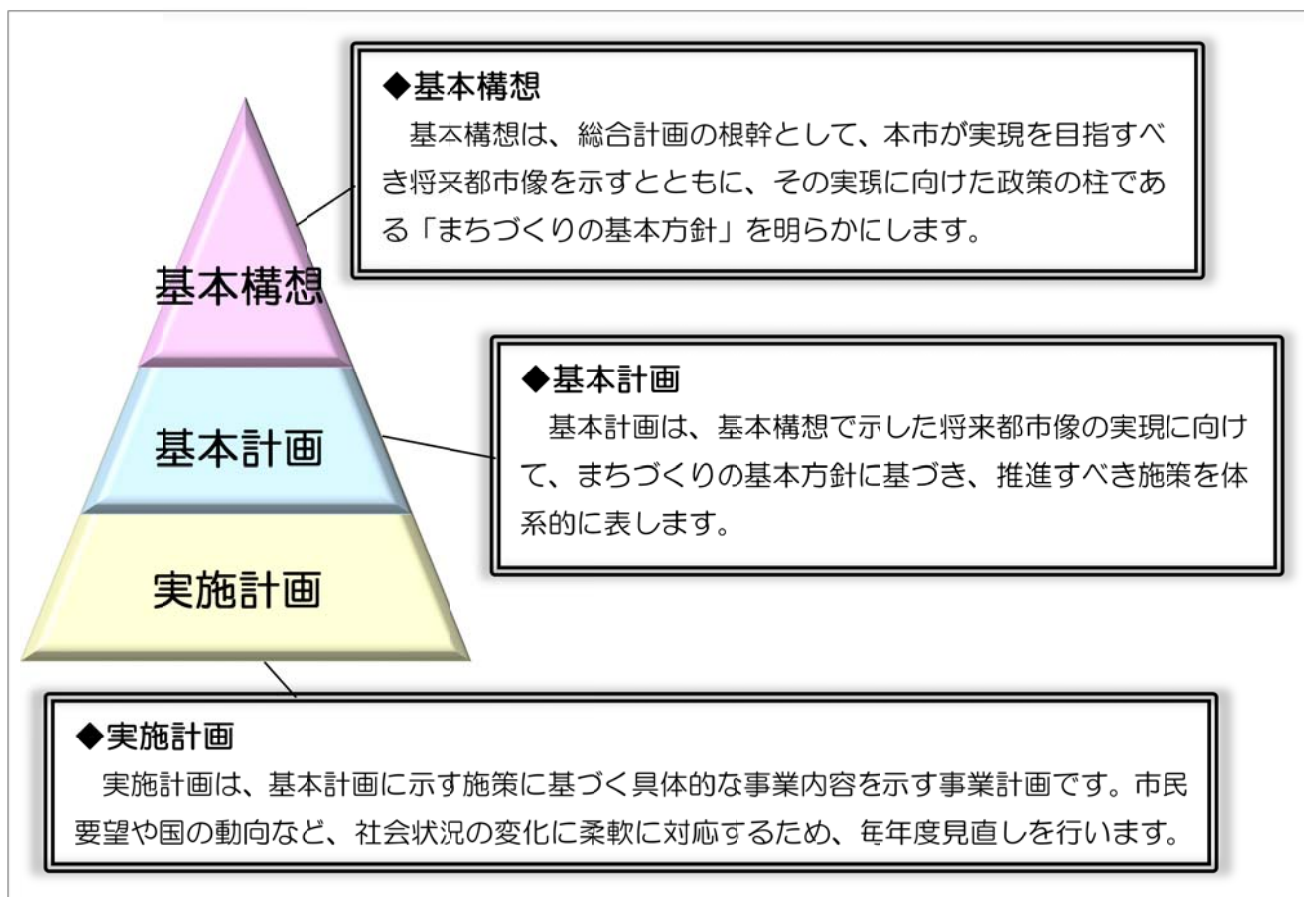 ◆基本構想
基本構想は、総合計画の根幹として、本市が実現を目指すべ
き将来都市像を示すとともに、その実現に向けた政策の柱であ
る「まちづくりの基本方針」を明らかにします。
基本構想
◆基本計画
基本計画は、基本構想で示した将来都市像の実現に向け
て、まちづくりの基本方針に基づき、推進すべき施策を体
系的に表します。
基本計画
実施計画
◆実施計画
実施計画は、基本計画に示す施策に基づく具体的な事業内容を示す事業計画です。市民
要望や国の動向など、社会状況の変化に柔軟に対応するため、毎年度見直しを行います。